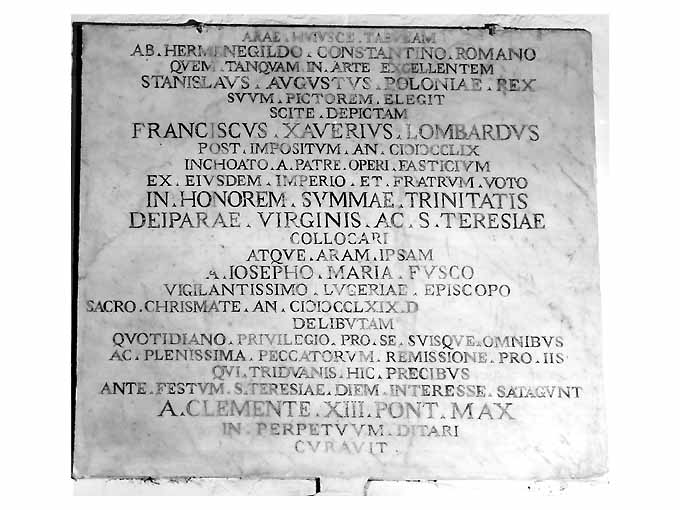 ARAE . HVIVSCE . TABVLAM
AB . HERMENEGILDO . CONSTANTINO . ROMANO
QVEM . TANQVAM . IN . ARTE EXCELLENTEM
STANISLAVS . AVGVSTVS . POLONIAE . REX
SVVM . PICTOREM . ELEGIT
SCITE . DEPICTAM
FRANCISCVS . XAVERIVS . LOMBARDVS
POST . IMPOSITVM . AN . CIƆIƆCCLIX
INCHOATO . A . PATRE . OPERI . FASTICIVM
EX . EIVSDEM . IMPERIO . ET . FRATRVM . VOTO
IN . HONOREM . SVMMAE . TRINITATIS
DEIPARAE . VIRGINIS . AC . S . TERESIAE
COLLOCARI
ATQVE . ARAM . IPSAM
A . IOSEPHO . MARIA . FVSCO
VIGILANTISSIMO . LVCERIAE . EPISCOPO
SACRO . CHRISMATE . AN . CIƆIƆCCLXIX . D
DELIBVTAM
QVOTIDIANO . PRIVILEGIO . PRO . SE . SVISQVE . OMNIBVS
AC . PLENISSIMA . PECCATORVM . REMISSIONE . PRO . IIS
QVI . TRIDVANIS . HIC . PRECIBVS
ANTE . FESTVM . S . TERESIAE . DIEM . INTERESSE . SATAGVNT
A . CLEMENTE . XIII . PONT . MAX
IN . PERPETVVM . DITARI
CVRAVIT .